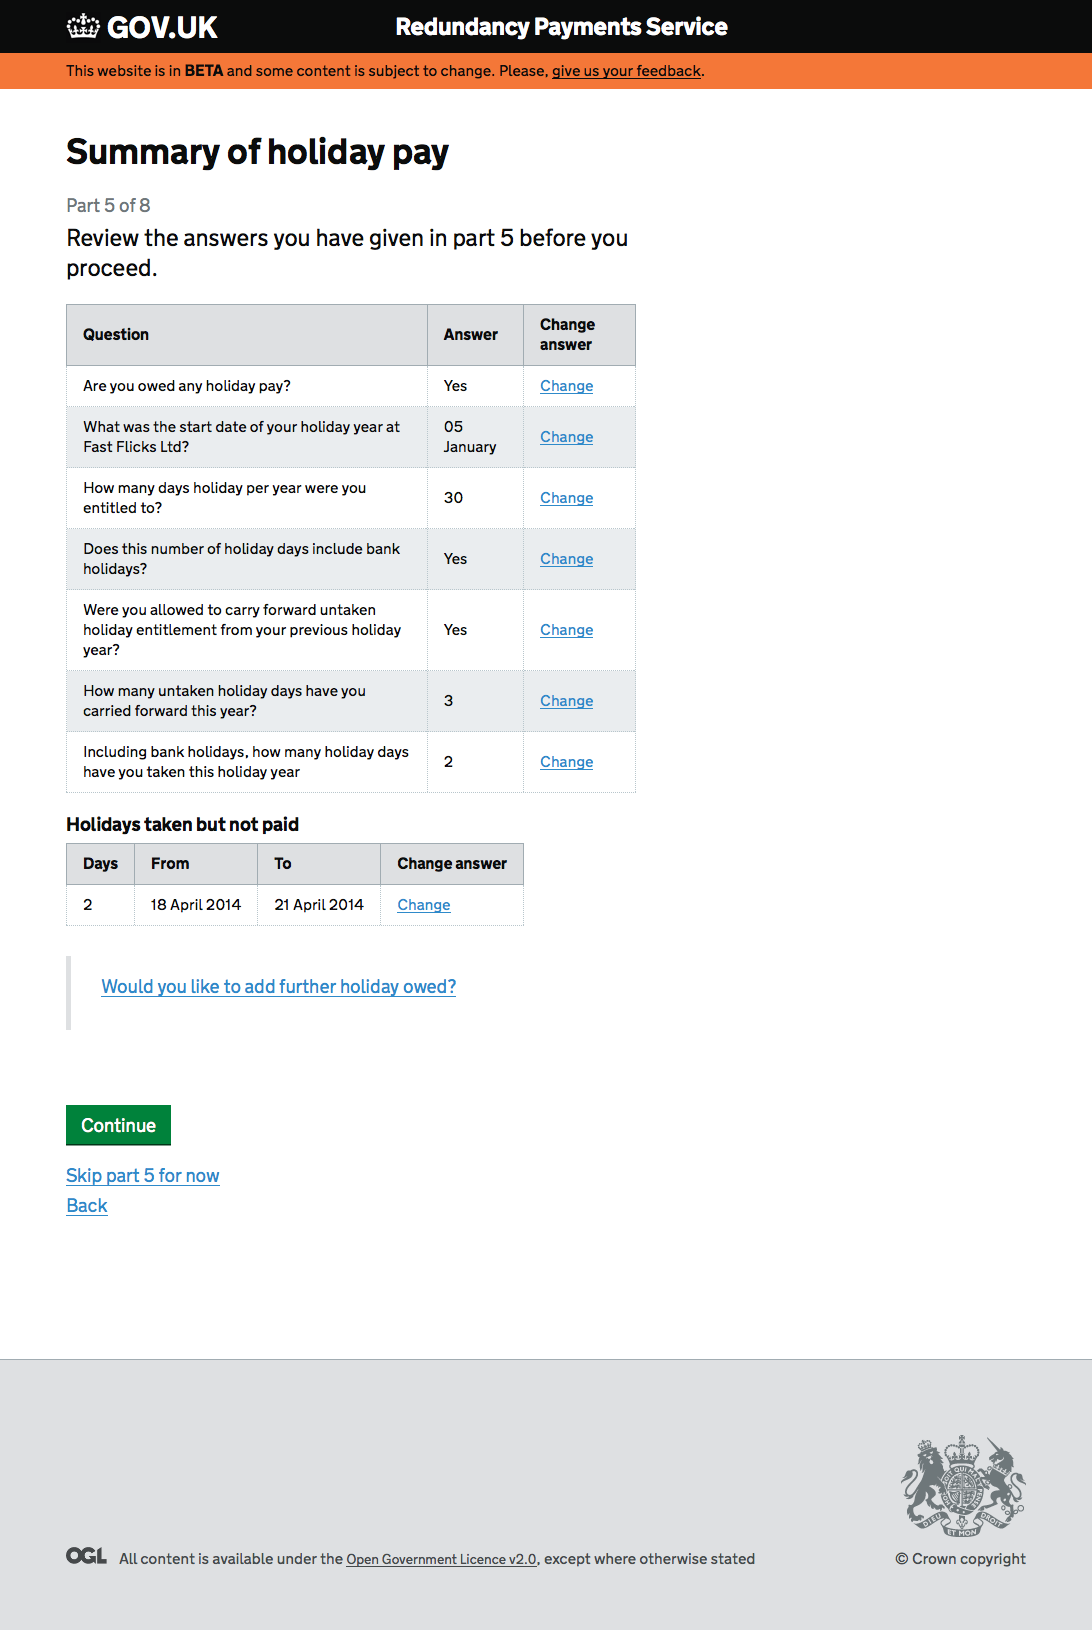 GOV.UK
Redundancy Payments Service
This website is in BETA and some content is subject to change. Please, give us your feedback.
Summary of holiday pay
Part 5 of 8
Review the answers you have given in part 5 before you
proceed.
Question Answer Change answer
Are you owed any holiday pay? Yes Change
What was the start date of your holiday year at
Fast Flicks Ltd? 05 January Change
How many days holiday per year were you
entitled to? 30 Change
Does this number of holiday days include bank
holidays? Yes Change
Were you allowed to carry forward untaken
holiday entitlement from your previous holiday
year? Yes Change
How many untaken holiday days have you
carried forward this year? 3 Change
Including bank holidays, how many holiday days
have you taken this holiday year 2 Change
Holidays taken but not paid
Days From To Change answer
2 18 April 2014 21 April 2014 Change
Would you like to add further holiday owed?
Continue
Skip part 5 for now
Back
DIEU ET MON DROIT
OGL All content is available under the Open Government Licence v2.0, except where otherwise stated
© Crown copyright